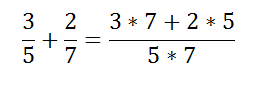 3/5 + 2/7 = (3 * 7 + 2 * 5)/(5 * 7)